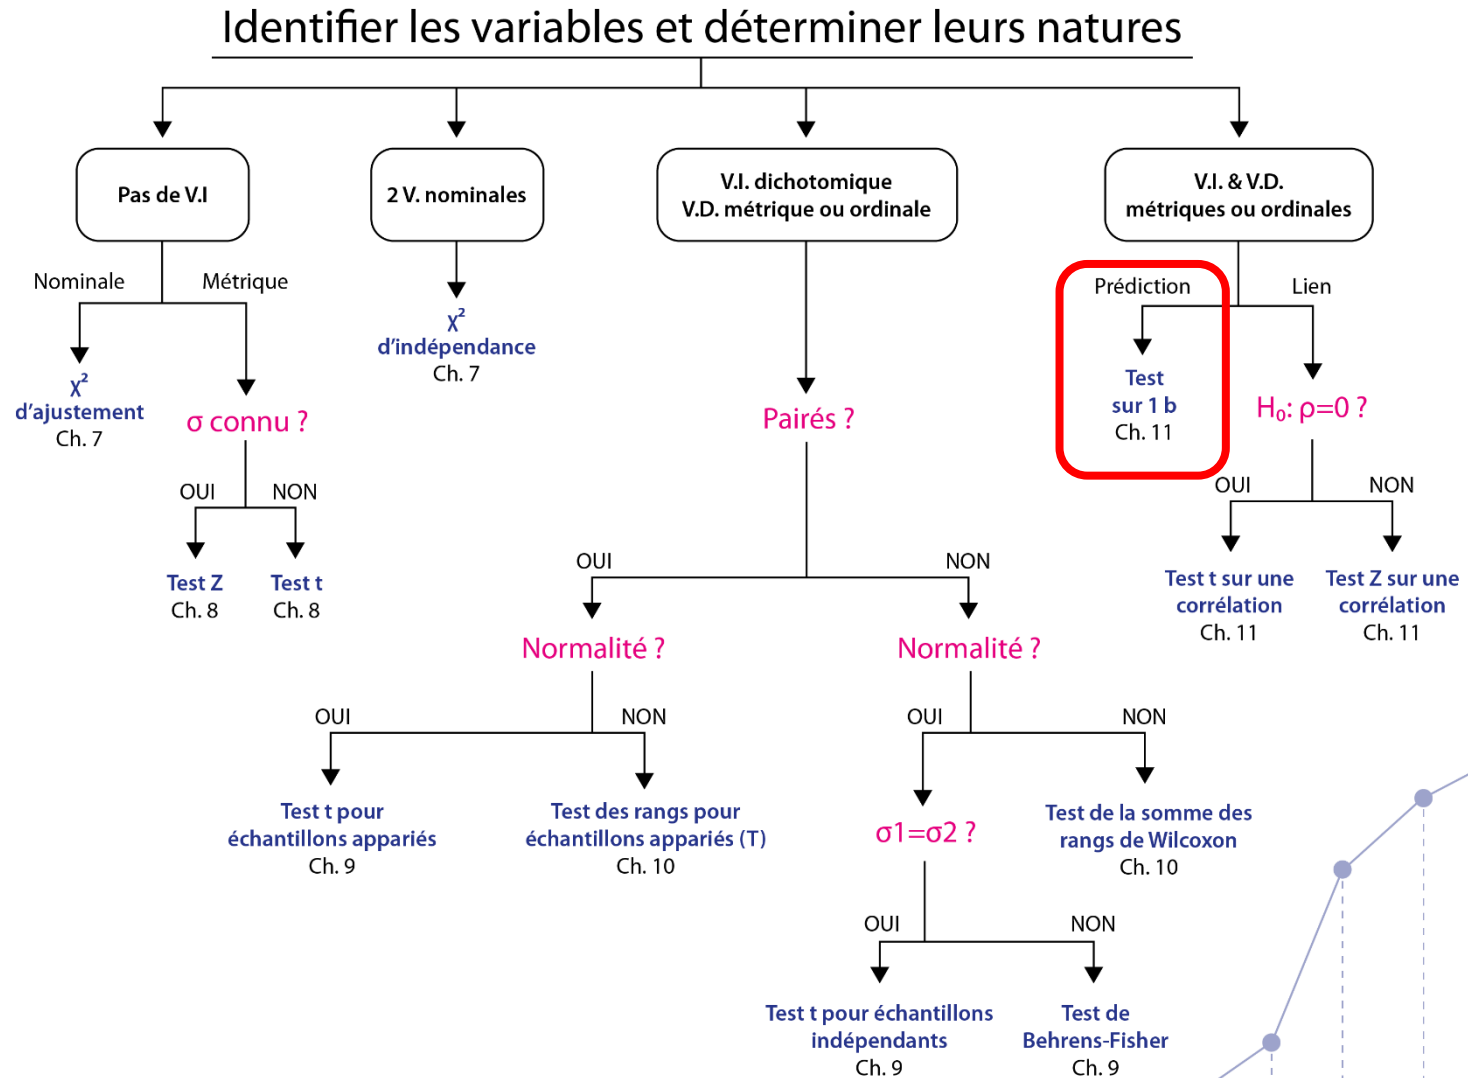 Identifier les variables et déterminer leurs natures
Pas de V.I
2 V. nominales
V.I. dichotomique
V.D. métrique ou ordinale
V.I. & V.D.
métriques ou ordinales
Nominale
Métrique
χ²
d'ajustement
Ch. 7
σ connu ?
OUI
NON
Test Z
Ch. 8
Test t
Ch. 8
χ²
d'indépendance
Ch. 7
Pairés ?
OUI
NON
Normalité ?
OUI
NON
Test t pour
échantillons appariés
Ch. 9
Test des rangs pour
échantillons appariés (T)
Ch. 10
Normalité ?
OUI
NON
σ1=σ2 ?
Test de la somme des
rangs de Wilcoxon
Ch. 10
OUI
NON
Test t pour échantillons
indépendants
Ch. 9
Test de
Behrens-Fisher
Ch. 9
Prédiction
Lien
Test
sur 1 b
Ch. 11
H₀: ρ=0 ?
OUI
NON
Test t sur une
corrélation
Ch. 11
Test Z sur une
corrélation
Ch. 11